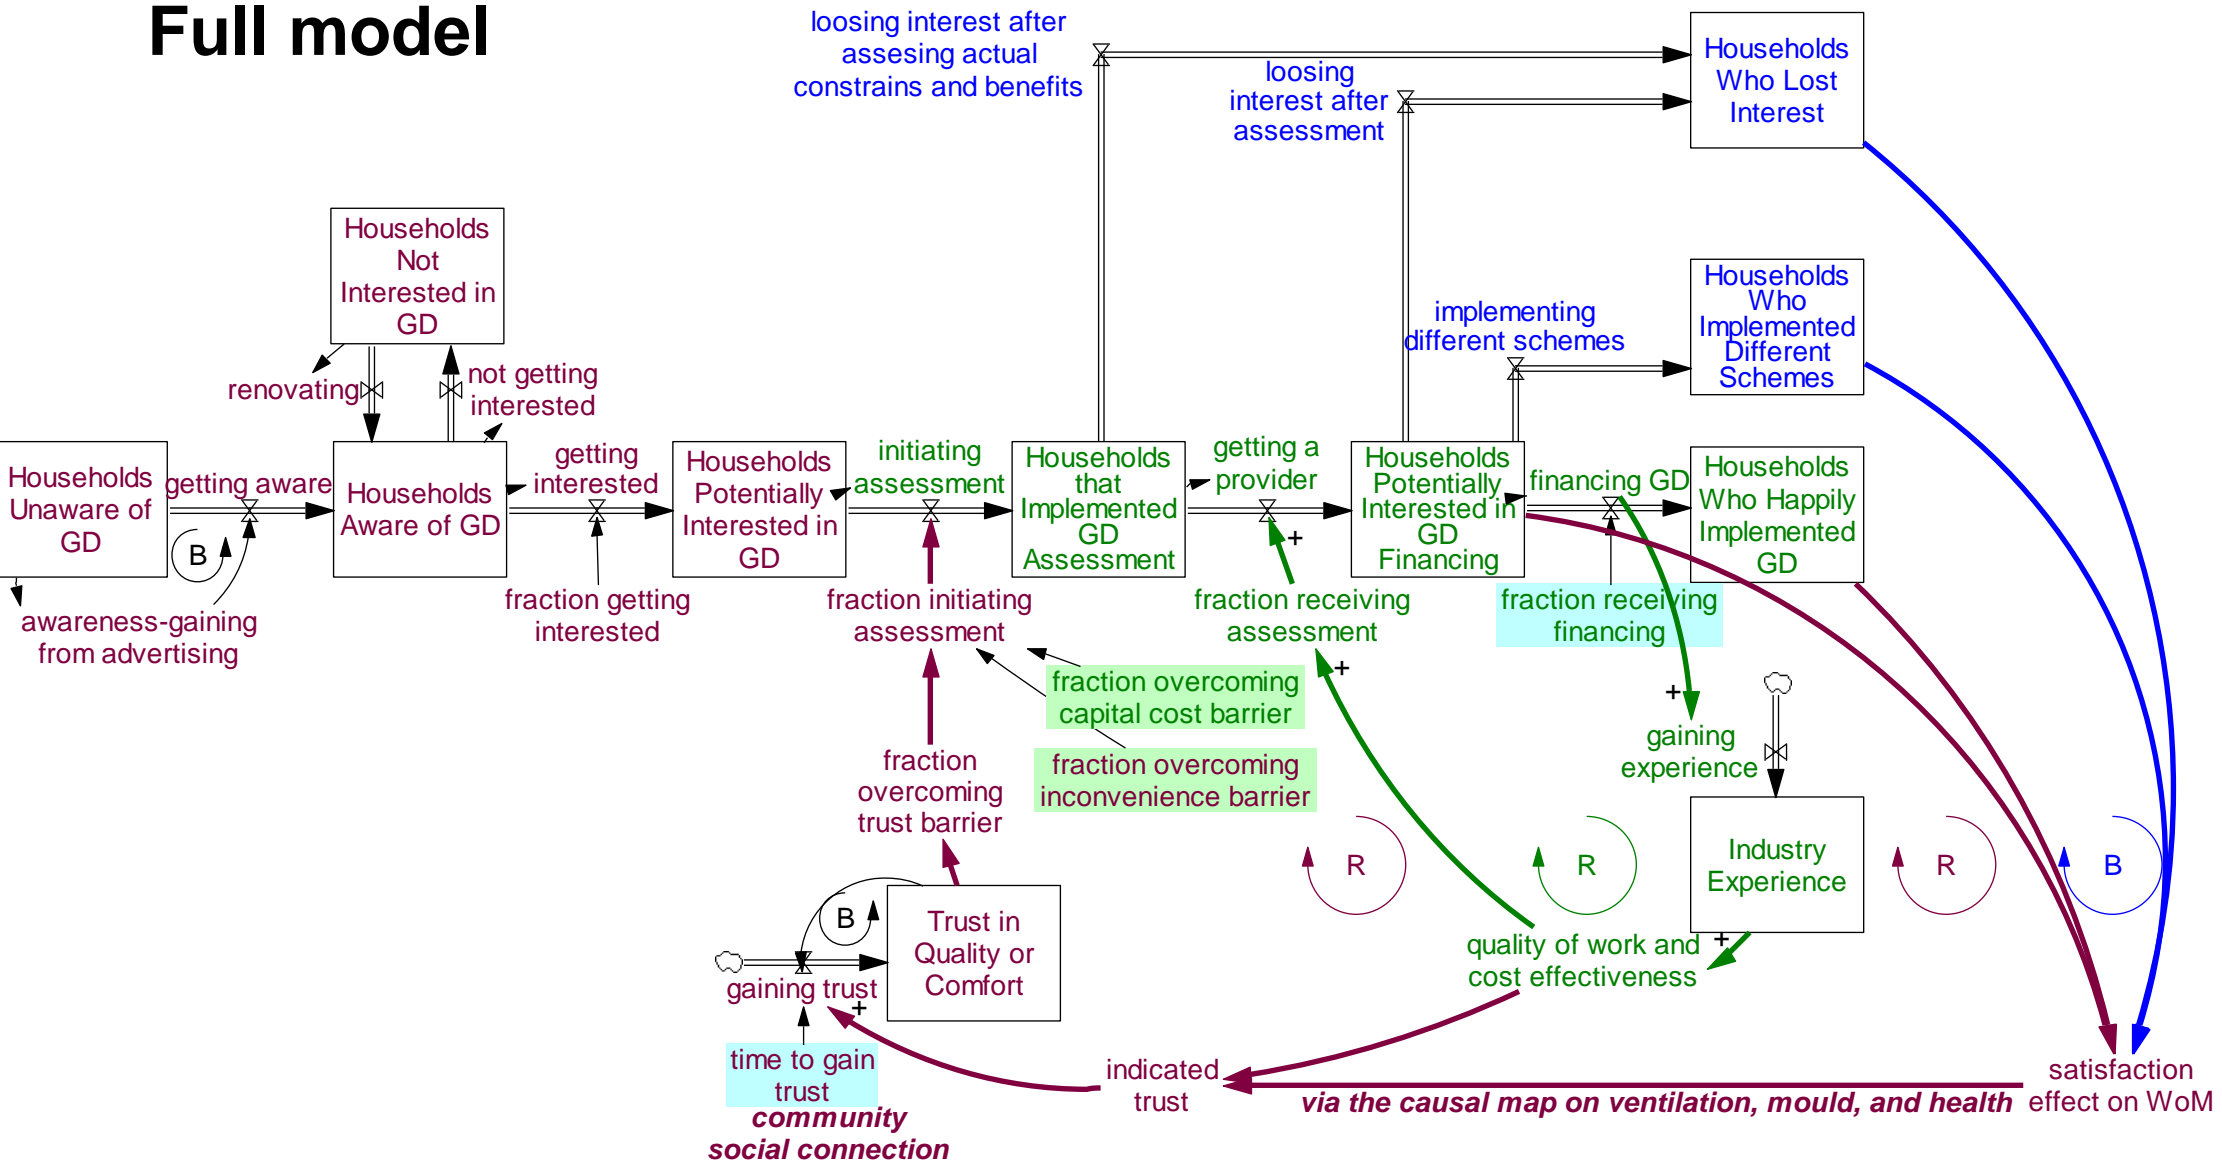 Full model
loosing interest after
assesing actual
constrains and benefits
loosing
interest after
assessment
Households
Who Lost
Interest
Households
Not
Interested in
GD
renovating
not getting
interested
implementing
different schemes
Households
Who
Implemented
Different
Schemes
Households
Unaware of
GD
getting aware
B
awareness-gaining
from advertising
Households
Aware of GD
getting
interested
fraction getting
interested
Households
Potentially
Interested in
GD
initiating
assessment
fraction initiating
assessment
Households
that
Implemented
GD
Assessment
getting a
provider
+
fraction receiving
assessment
+
Households
Potentially
Interested in
GD
Financing
financing GD
fraction receiving
financing
Households
Who Happily
Implemented
GD
fraction overcoming
capital cost barrier
fraction overcoming
inconvenience barrier
fraction
overcoming
trust barrier
+
gaining
experience
Industry
Experience
R
R
R
B
B
Trust in
Quality or
Comfort
gaining trust
+
quality of work and
cost effectiveness
+
time to gain
trust
community
social connection
indicated
trust
via the causal map on ventilation, mould, and health
satisfaction
effect on WoM